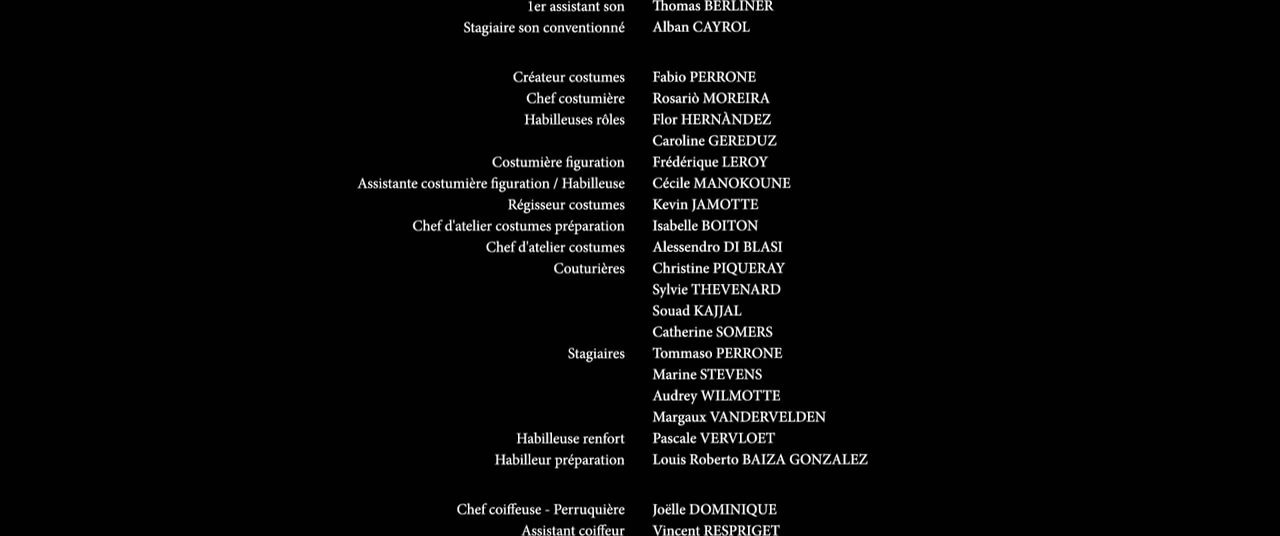 1er assistant son Thomas BERLINER
Stagiaire son conventionné Alban CAYROL
Créateur costumes Fabio PERRONE
Chef costumière Rosariò MOREIRA
Habilleuses rôles Flor HERNÀNDEZ
Caroline GEREDUZ
Costumière figuration Frédérique LEROY
Assistante costumière figuration / Habilleuse Cécile MANOKOUNE
Régisseur costumes Kevin JAMOTTE
Chef d'atelier costumes préparation Isabelle BOITON
Chef d'atelier costumes Alessendro DI BLASI
Couturières Christine PIQUERAY
Sylvie THEVENARD
Souad KAJJAL
Catherine SOMERS
Stagiaires Tommaso PERRONE
Marine STEVENS
Audrey WILMOTTE
Margaux VANDERVELDEN
Habilleuse renfort Pascale VERVLOET
Habilleur préparation Louis Roberto BAIZA GONZALEZ
Chef coiffeuse - Perruquière Joëlle DOMINIQUE
Assistant coiffeur Vincent RESPRIGET